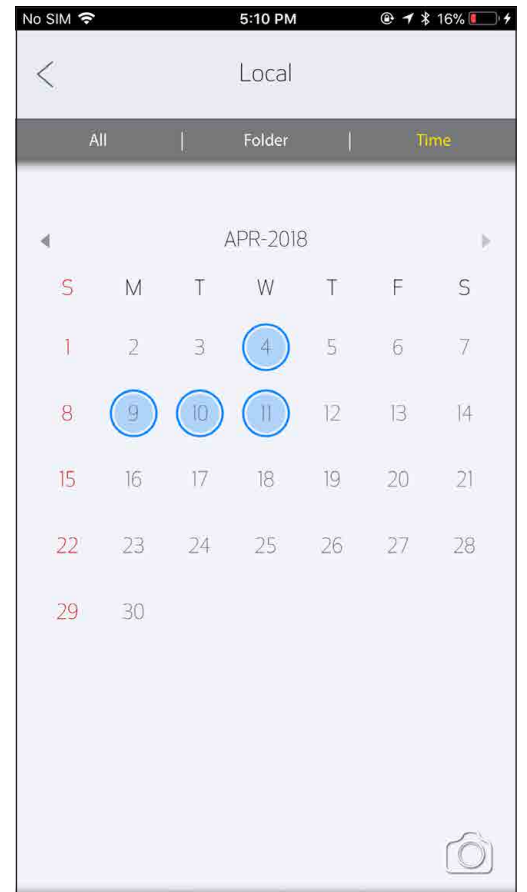 No SIM 5:10 PM 16%
Local
All | Folder | Time
APR-2018
S M T W T F S
1 2 3 4 5 6 7
8 9 10 11 12 13 14
15 16 17 18 19 20 21
22 23 24 25 26 27 28
29 30